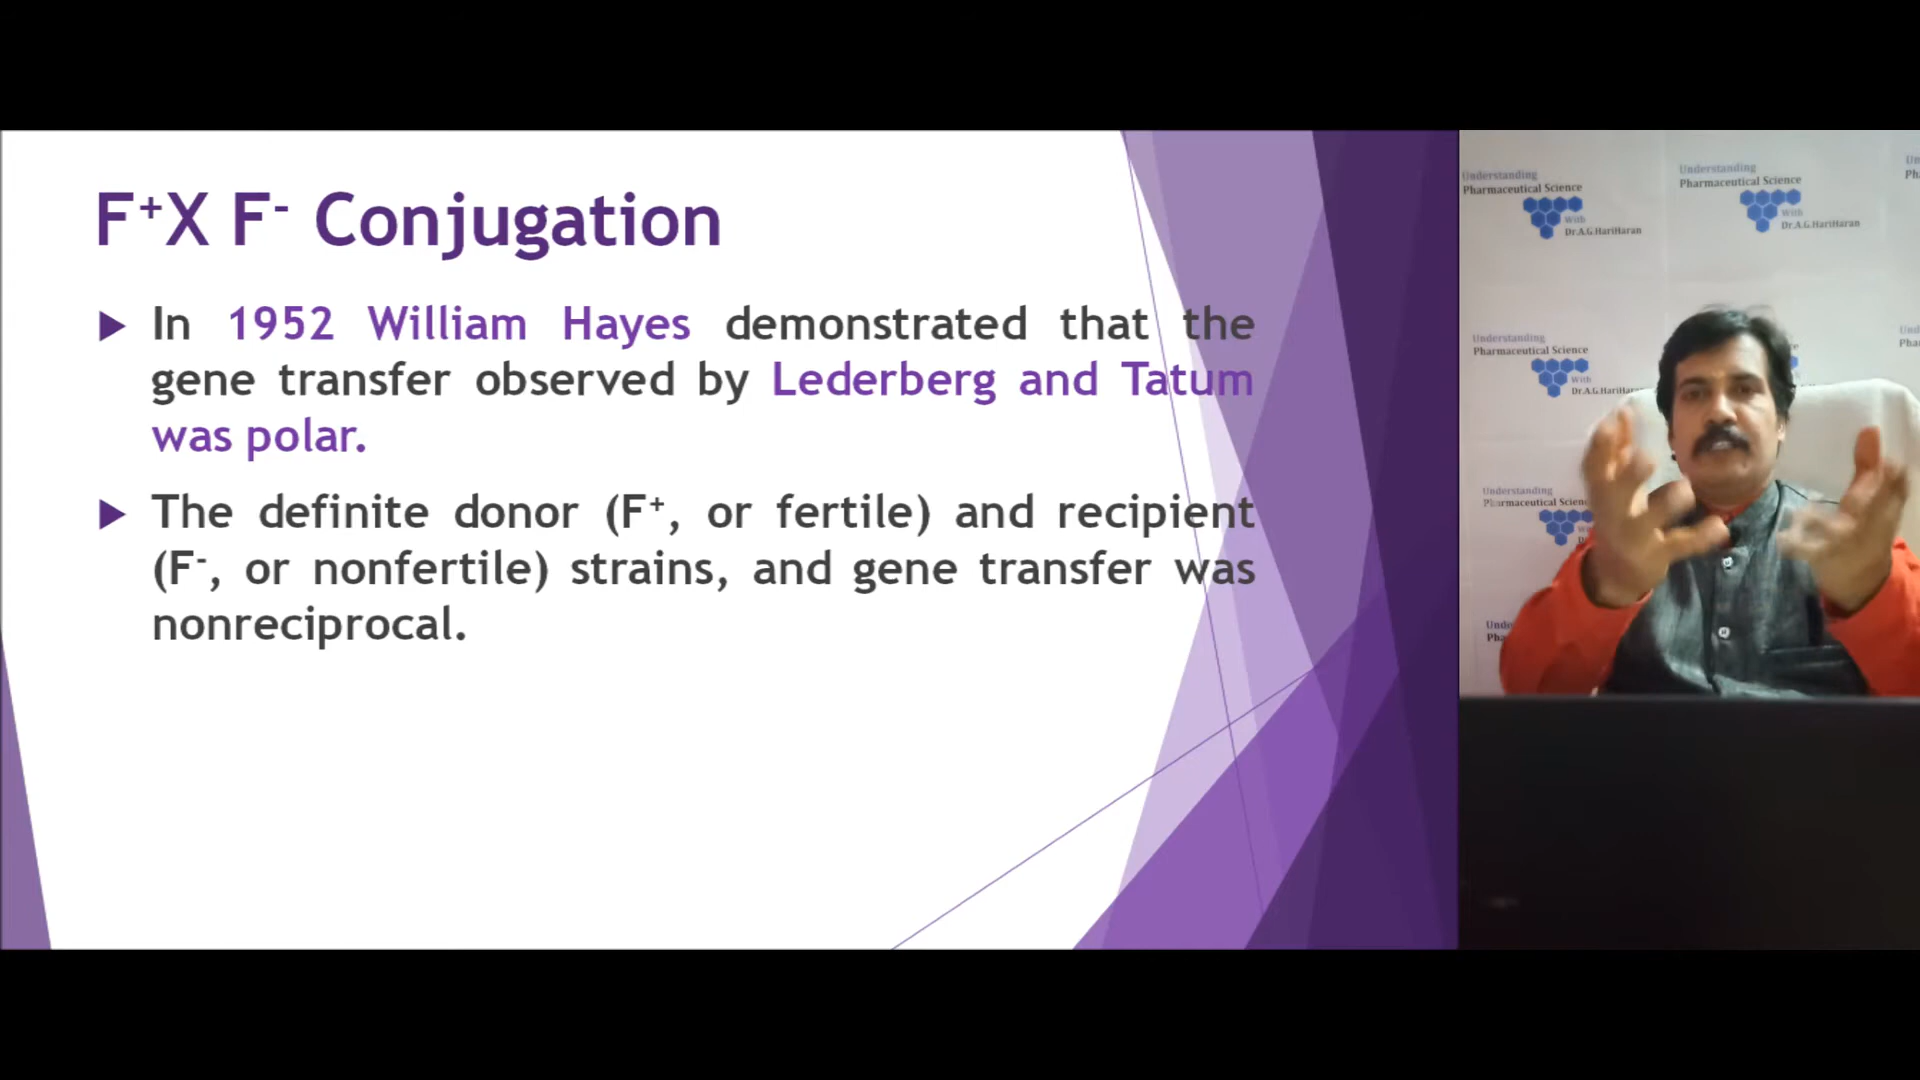 F⁺X F⁻ Conjugation
In 1952 William Hayes demonstrated that the
gene transfer observed by Lederberg and Tatum
was polar.
The definite donor (F⁺, or fertile) and recipient
(F⁻, or nonfertile) strains, and gene transfer was
nonreciprocal.
Understanding
Pharmaceutical Science
With
Dr.A.G.HariHaran
Understanding
Pharmaceutical Science
With
Dr.A.G.HariHaran
Understanding
Pharmaceutical Science
With
Understanding